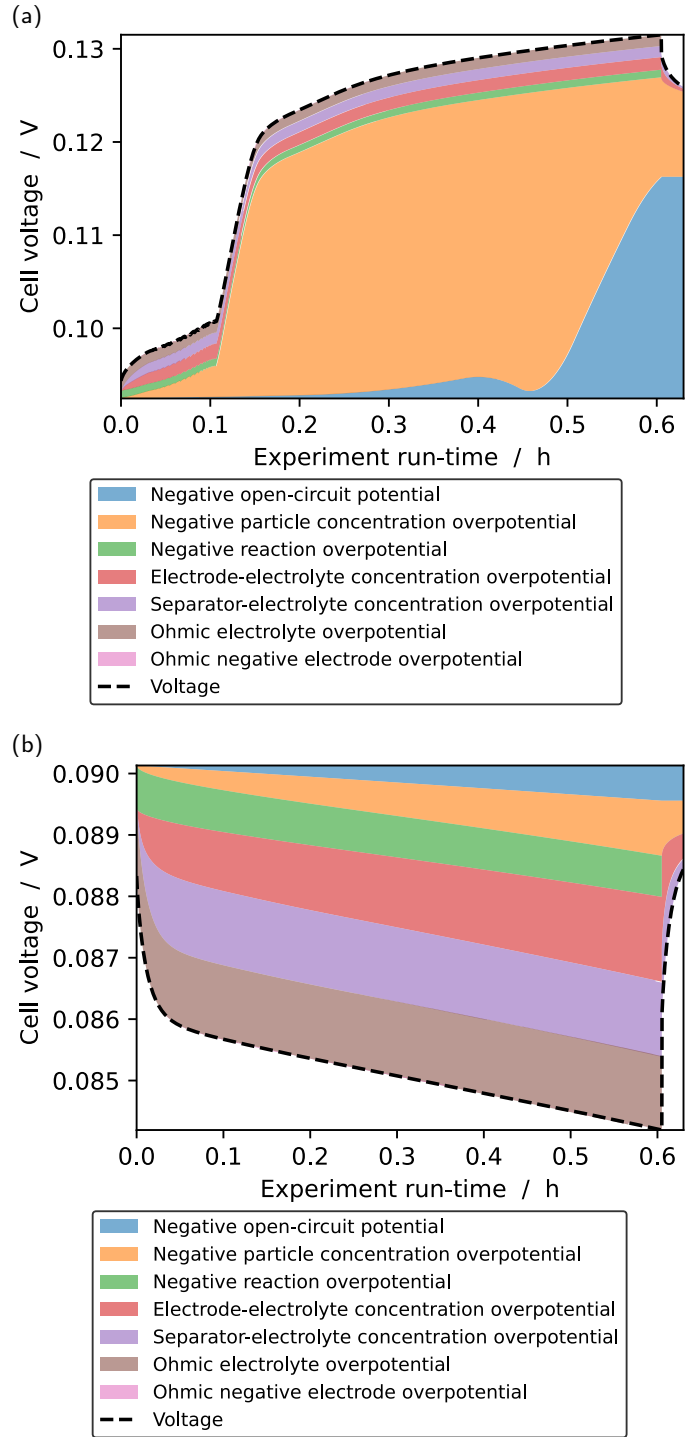 (a)
0.13
0.12
0.11
0.10
Cell voltage / V
0.0 0.1 0.2 0.3 0.4 0.5 0.6
Experiment run-time / h
Negative open-circuit potential
Negative particle concentration overpotential
Negative reaction overpotential
Electrode-electrolyte concentration overpotential
Separator-electrolyte concentration overpotential
Ohmic electrolyte overpotential
Ohmic negative electrode overpotential
Voltage
(b)
0.090
0.089
0.088
0.087
0.086
0.085
Cell voltage / V
0.0 0.1 0.2 0.3 0.4 0.5 0.6
Experiment run-time / h
Negative open-circuit potential
Negative particle concentration overpotential
Negative reaction overpotential
Electrode-electrolyte concentration overpotential
Separator-electrolyte concentration overpotential
Ohmic electrolyte overpotential
Ohmic negative electrode overpotential
Voltage